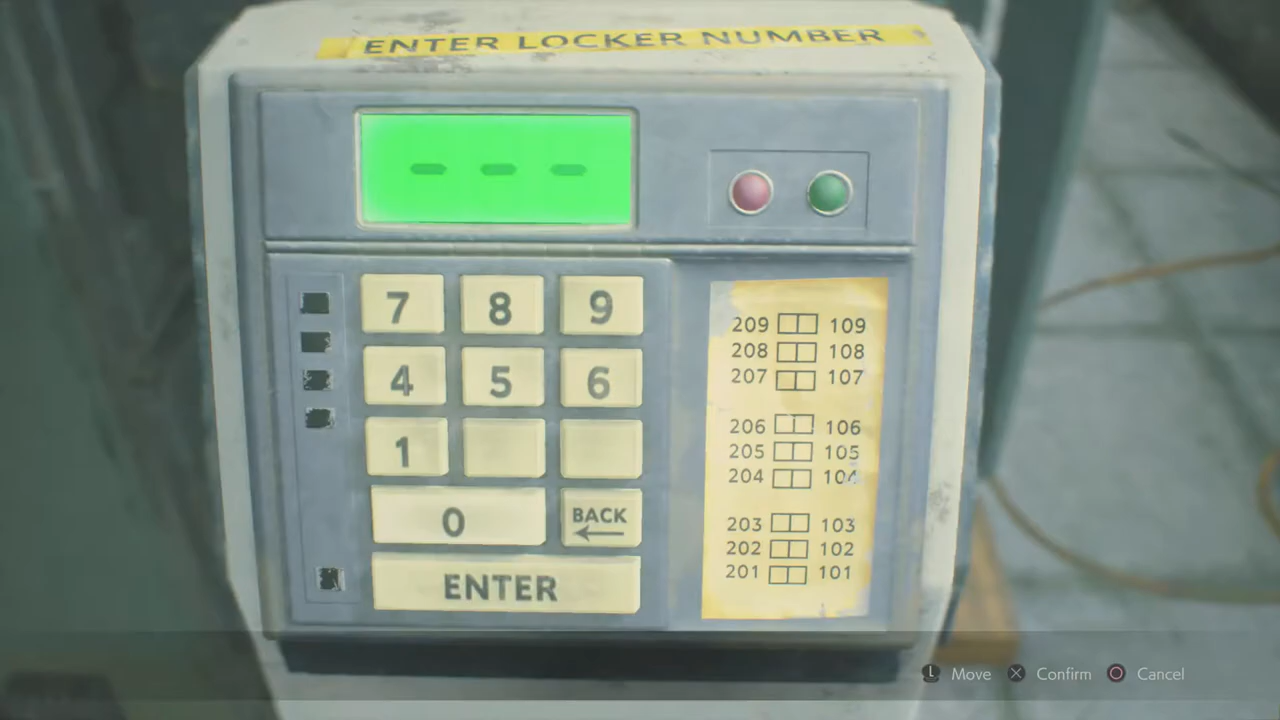 ENTER LOCKER NUMBER
7 8 9
4 5 6
1
0 BACK
ENTER
209 109
208 108
207 107
206 106
205 105
204 104
203 103
202 102
201 101
L Move Confirm Cancel